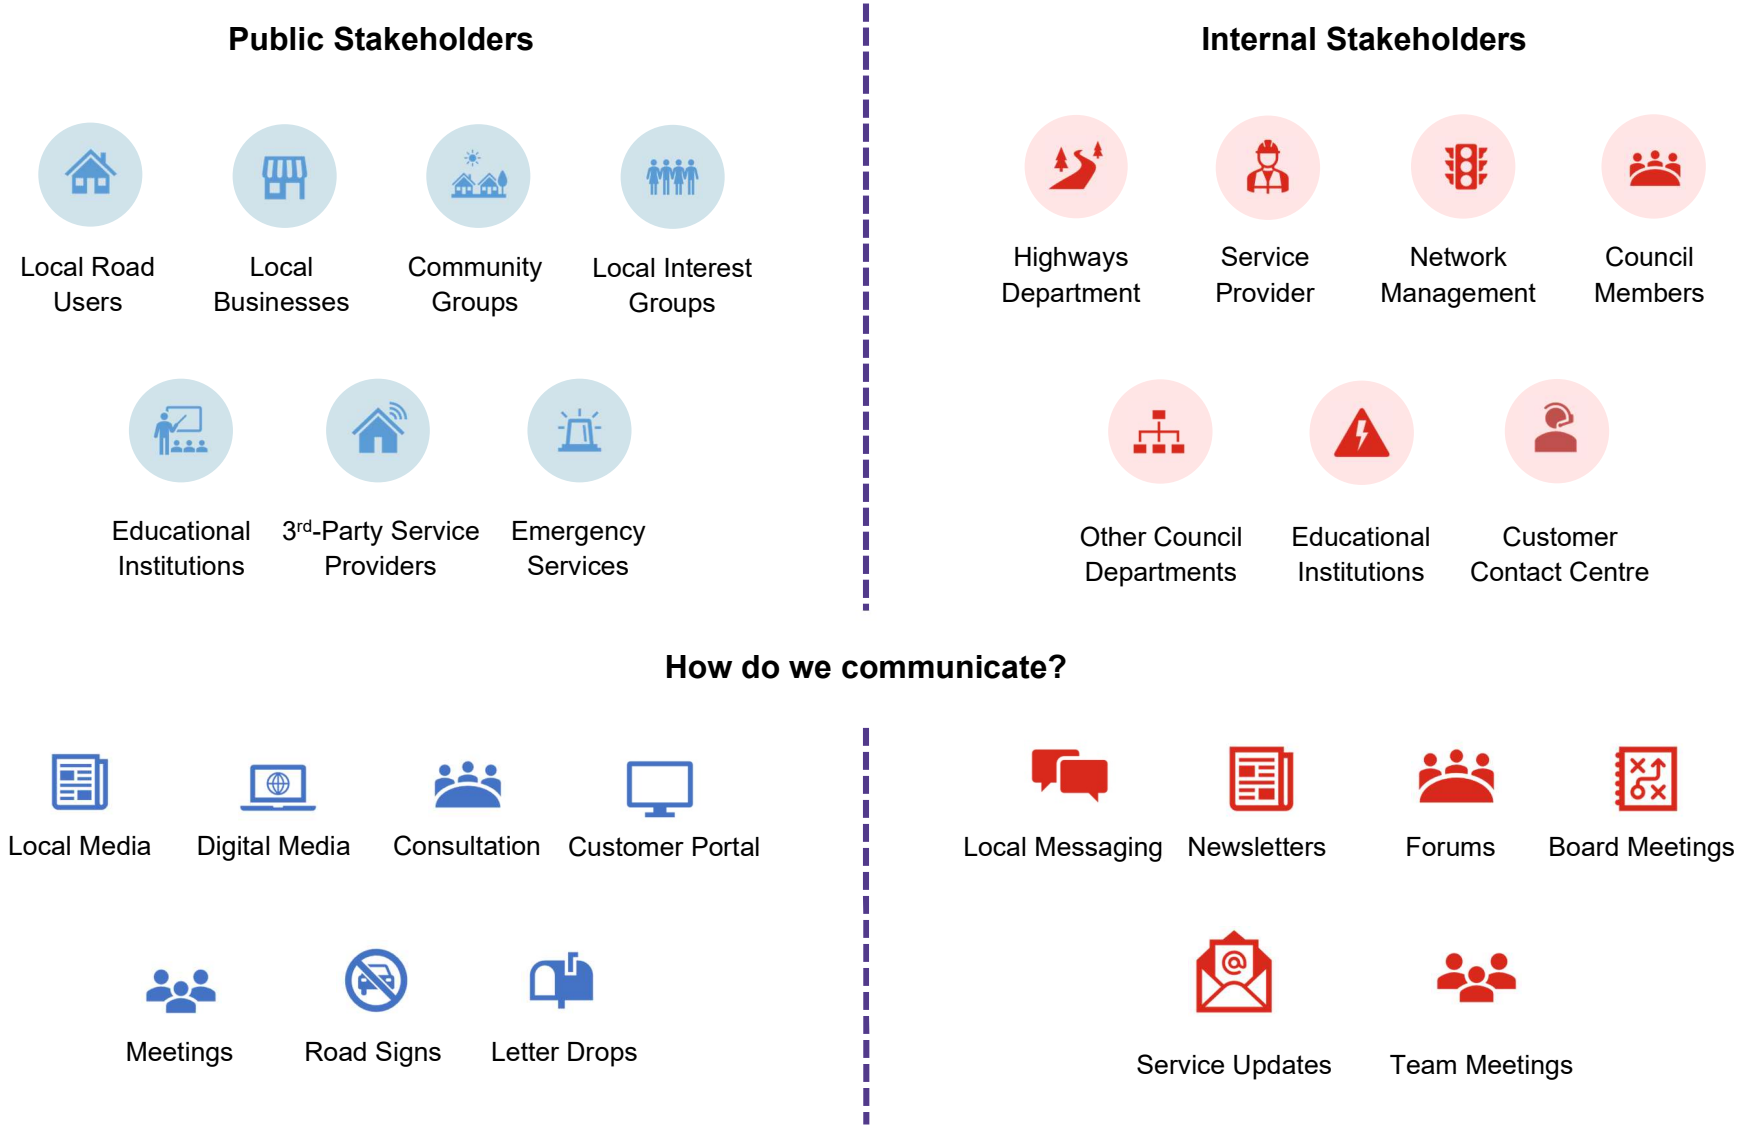 Public Stakeholders
Internal Stakeholders
Local Road
Users
Local
Businesses
Community
Groups
Local Interest
Groups
Highways
Department
Service
Provider
Network
Management
Council
Members
Educational
Institutions
3rd-Party Service
Providers
Emergency
Services
Other Council
Departments
Educational
Institutions
Customer
Contact Centre
How do we communicate?
Local Media
Digital Media
Consultation
Customer Portal
Local Messaging
Newsletters
Forums
Board Meetings
Meetings
Road Signs
Letter Drops
Service Updates
Team Meetings